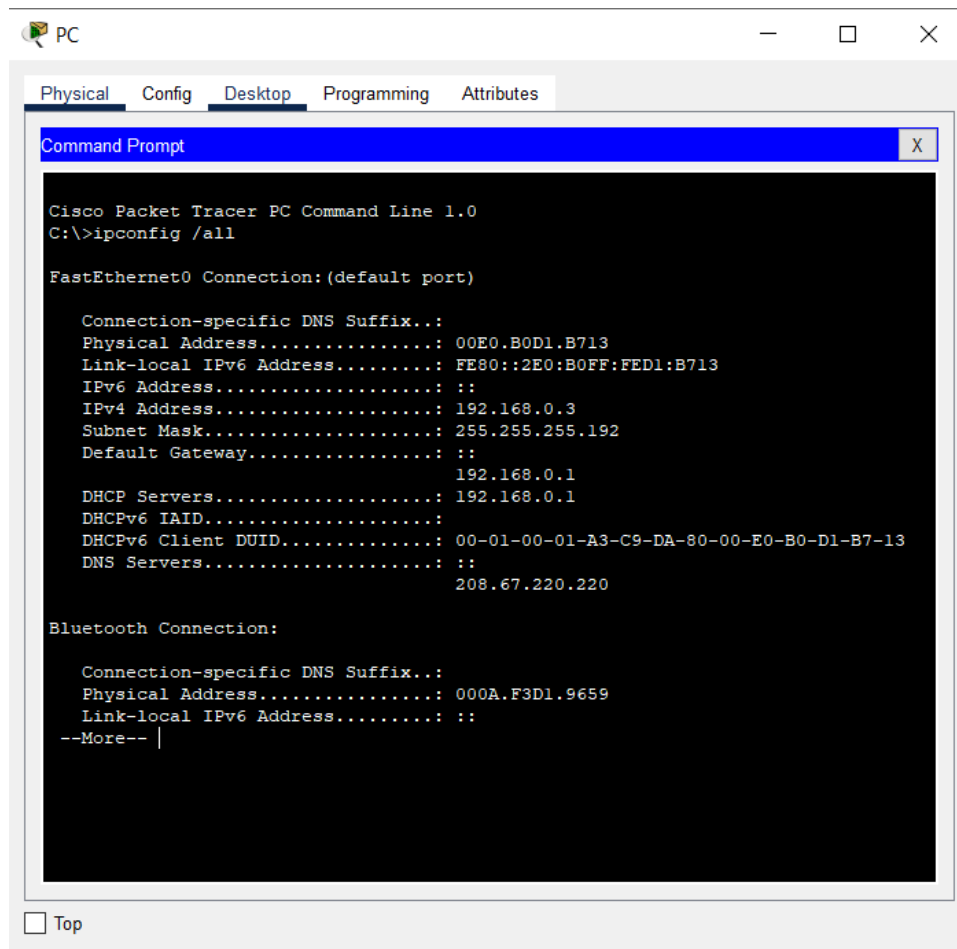 PC
Physical Config Desktop Programming Attributes
Command Prompt X
Cisco Packet Tracer PC Command Line 1.0
C:\>ipconfig /all
FastEthernet0 Connection:(default port)
Connection-specific DNS Suffix..:
Physical Address................: 00E0.B0D1.B713
Link-local IPv6 Address.........: FE80::2E0:B0FF:FED1:B713
IPv6 Address....................: ::
IPv4 Address....................: 192.168.0.3
Subnet Mask.....................: 255.255.255.192
Default Gateway.................: ::
192.168.0.1
DHCP Servers....................: 192.168.0.1
DHCPv6 IAID.....................:
DHCPv6 Client DUID..............: 00-01-00-01-A3-C9-DA-80-00-E0-B0-D1-B7-13
DNS Servers.....................: ::
208.67.220.220
Bluetooth Connection:
Connection-specific DNS Suffix..:
Physical Address................: 000A.F3D1.9659
Link-local IPv6 Address.........: ::
--More--
Top